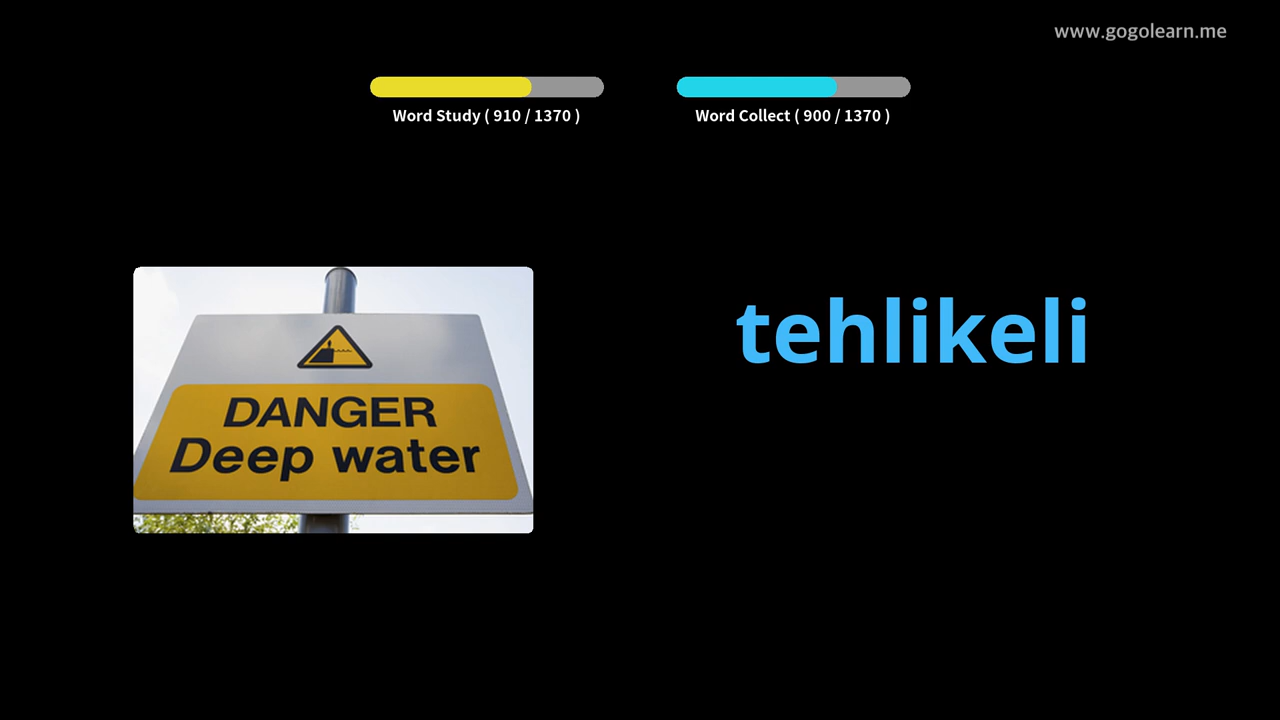 www.gogolearn.me
Word Study ( 910 / 1370 )
Word Collect ( 900 / 1370 )
DANGER
Deep water
tehlikeli